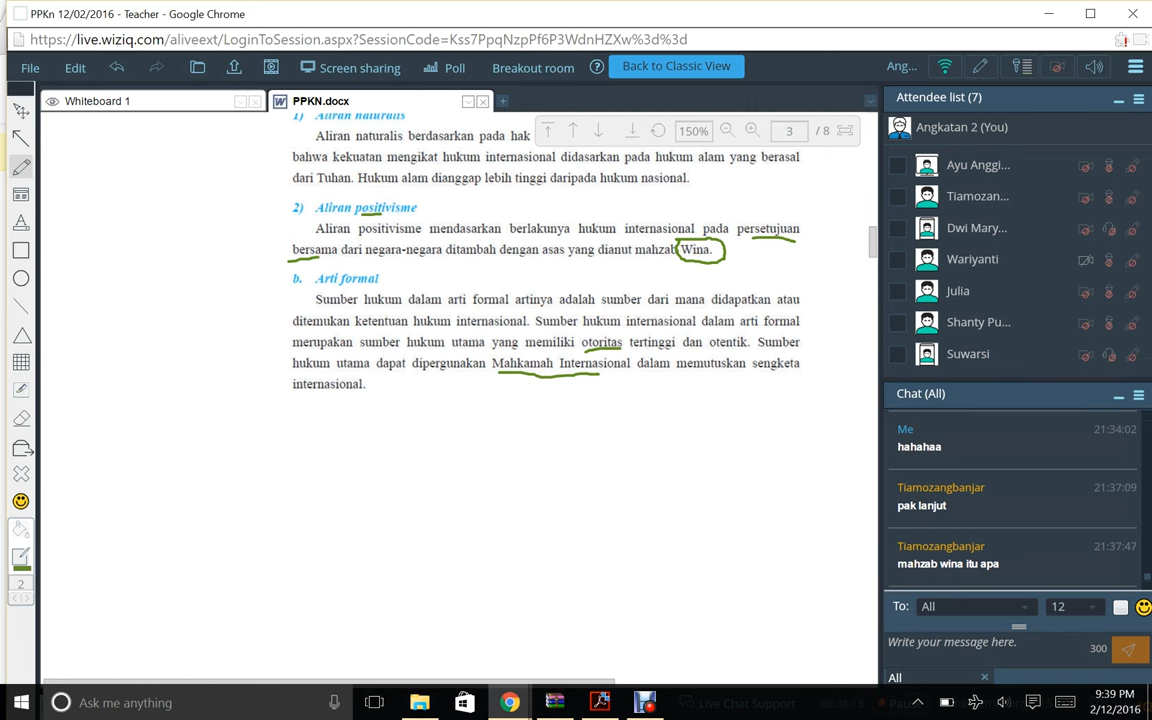 PPKn 12/02/2016 - Teacher - Google Chrome
https://live.wiziq.com/aliveext/LoginToSession.aspx?SessionCode=Kss7PpqNzpPf6P3WdnHZXw%3d%3d
File Edit Screen sharing Poll Breakout room Back to Classic View Ang...
Whiteboard 1 PPKN.docx
150% 3 / 8
1) Aliran naturalis
Aliran naturalis berdasarkan pada hak
bahwa kekuatan mengikat hukum internasional didasarkan pada hukum alam yang berasal
dari Tuhan. Hukum alam dianggap lebih tinggi daripada hukum nasional.
2) Aliran positivisme
Aliran positivisme mendasarkan berlakunya hukum internasional pada persetujuan
bersama dari negara-negara ditambah dengan asas yang dianut mahzab Wina.
b. Arti formal
Sumber hukum dalam arti formal artinya adalah sumber dari mana didapatkan atau
ditemukan ketentuan hukum internasional. Sumber hukum internasional dalam arti formal
merupakan sumber hukum utama yang memiliki otoritas tertinggi dan otentik. Sumber
hukum utama dapat dipergunakan Mahkamah Internasional dalam memutuskan sengketa
internasional.
2
Attendee list (7)
Angkatan 2 (You)
Ayu Anggi...
Tiamozan...
Dwi Mary...
Wariyanti
Julia
Shanty Pu...
Suwarsi
Chat (All)
Me 21:34:02
hahahaa
Tiamozangbanjar 21:37:09
pak lanjut
Tiamozangbanjar 21:37:47
mahzab wina itu apa
To: All 12
Write your message here. 300
All
Ask me anything
Live Chat Support
9:39 PM
2/12/2016